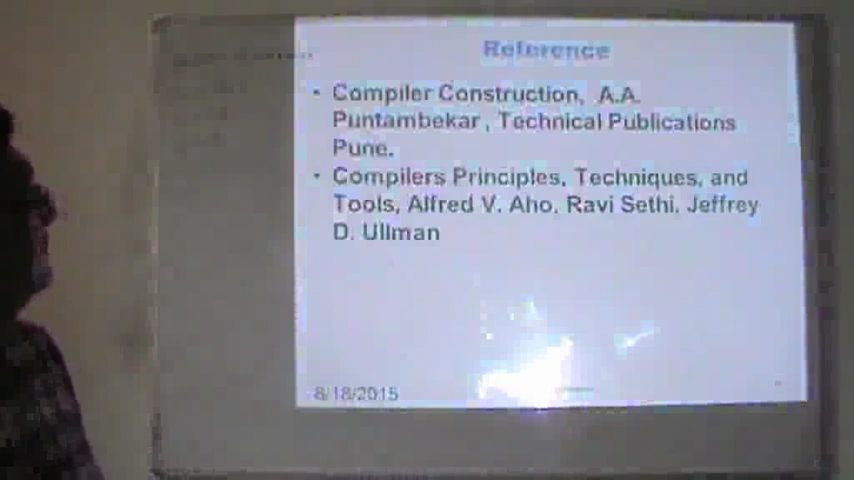 Reference
• Compiler Construction, A.A.
Puntambekar, Technical Publications
Pune.
• Compilers Principles, Techniques, and
Tools, Alfred V. Aho, Ravi Sethi, Jeffrey
D. Ullman
8/18/2015